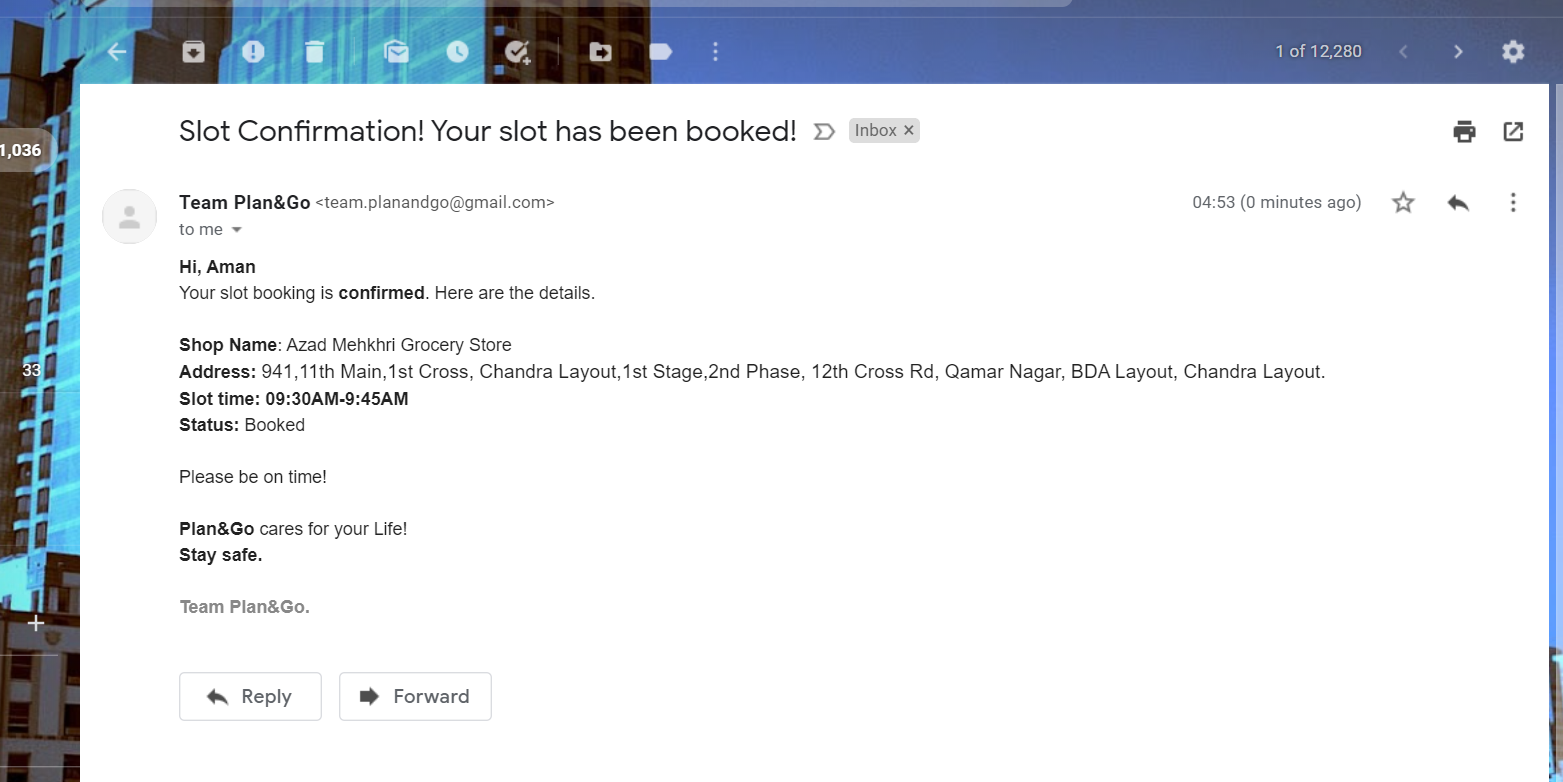 1 of 12,280
Slot Confirmation! Your slot has been booked! Inbox ×
1,036
Team Plan&Go <team.planandgo@gmail.com> 04:53 (0 minutes ago)
to me
Hi, Aman
Your slot booking is confirmed. Here are the details.
Shop Name: Azad Mehkhri Grocery Store
33
Address: 941,11th Main,1st Cross, Chandra Layout,1st Stage,2nd Phase, 12th Cross Rd, Qamar Nagar, BDA Layout, Chandra Layout.
Slot time: 09:30AM-9:45AM
Status: Booked
Please be on time!
Plan&Go cares for your Life!
Stay safe.
Team Plan&Go.
Reply Forward